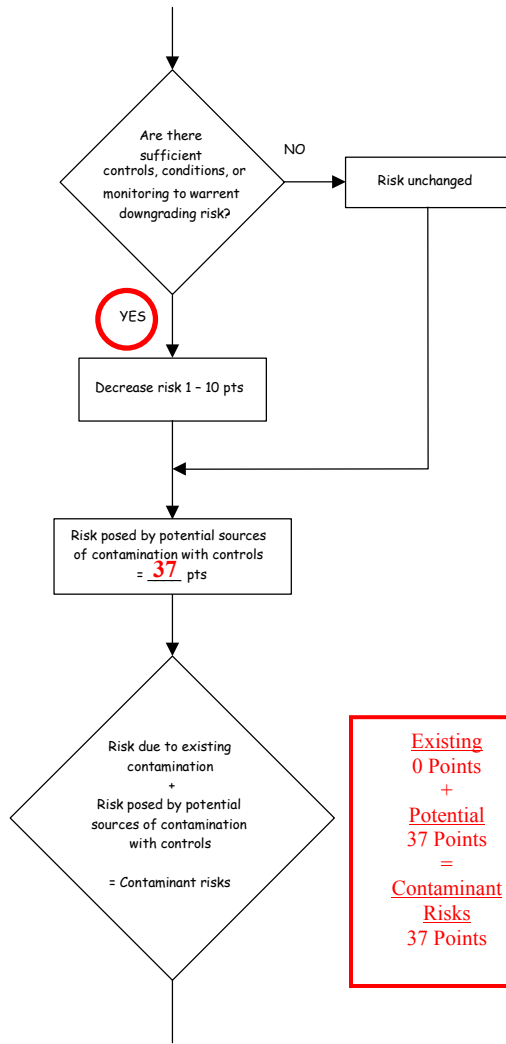 Are there
sufficient
controls, conditions, or
monitoring to warrent
downgrading risk?
NO
Risk unchanged
YES
Decrease risk 1 – 10 pts
Risk posed by potential sources
of contamination with controls
= 37 pts
Risk due to existing
contamination
+
Risk posed by potential
sources of contamination
with controls
= Contaminant risks
Existing
0 Points
+
Potential
37 Points
=
Contaminant
Risks
37 Points